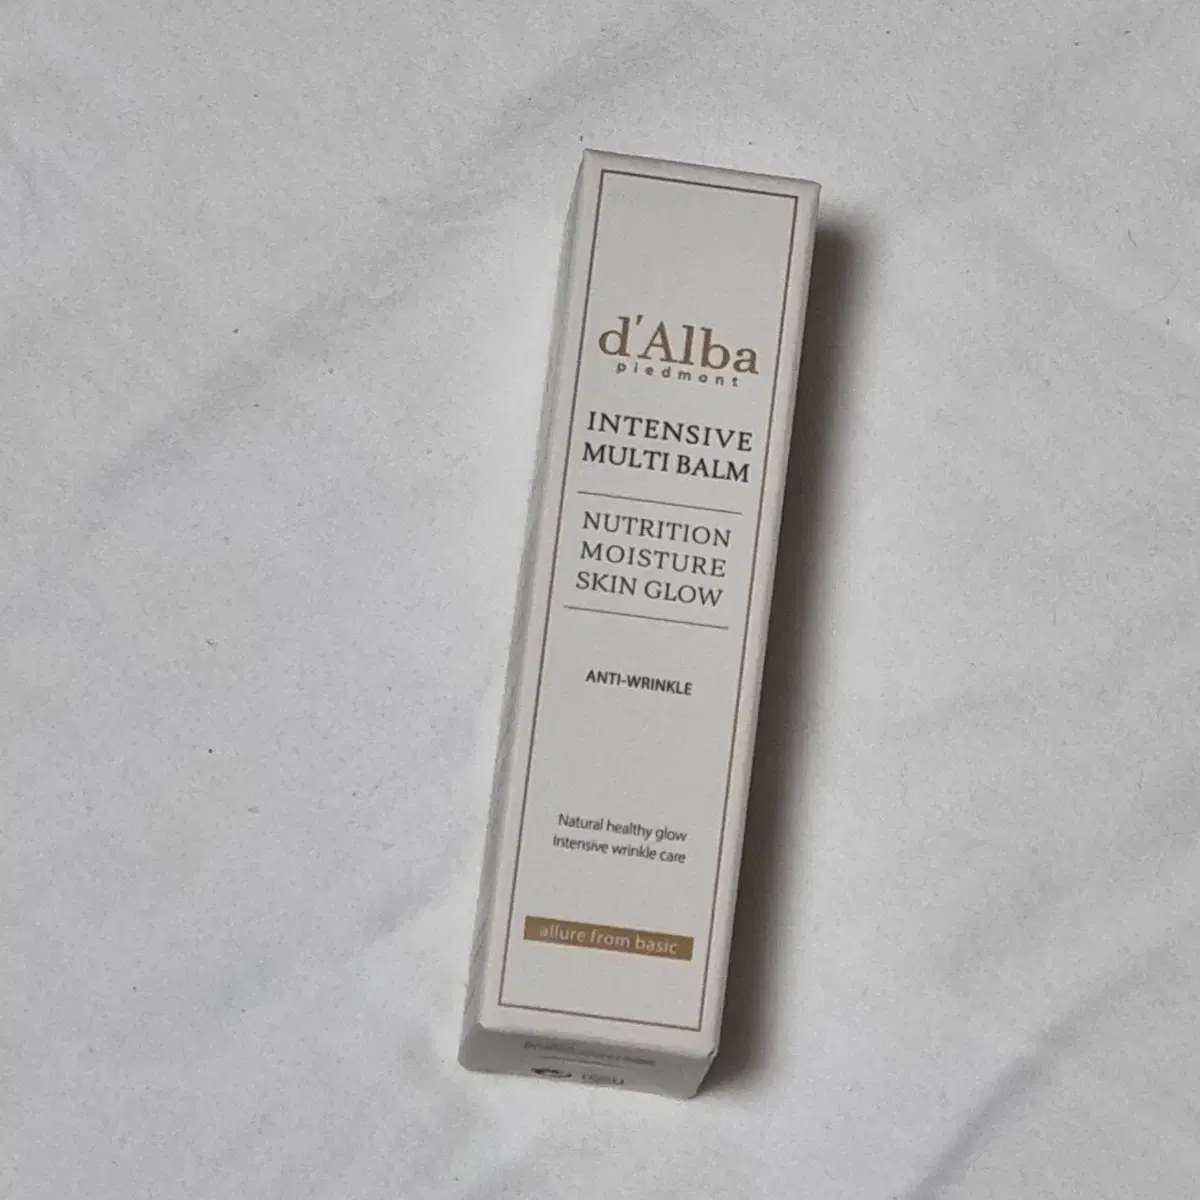 d'Alba
piedmont
INTENSIVE
MULTI BALM
NUTRITION
MOISTURE
SKIN GLOW
ANTI-WRINKLE
Natural healthy glow
Intensive wrinkle care
allure from basic